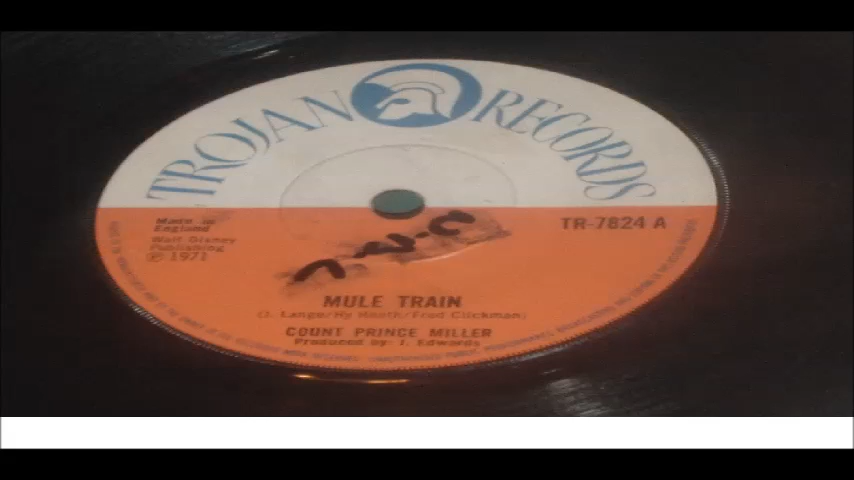 TROJAN RECORDS
Made in
England
Walt Disney
Publishing
℗ 1971
TR-7824 A
MULE TRAIN
(J. Lange/Hy Heath/Fred Glickman)
COUNT PRINCE MILLER
Produced by: J. Edwards